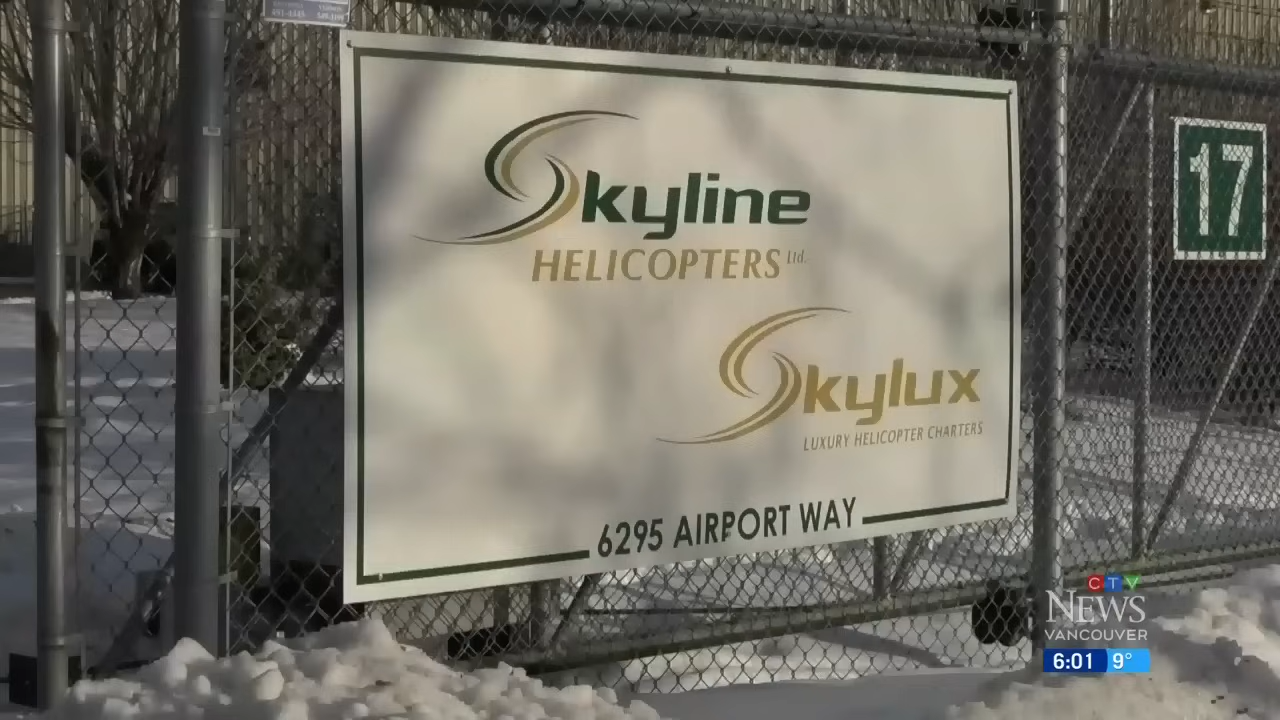 Skyline
HELICOPTERS Ltd.
Skylux
LUXURY HELICOPTER CHARTERS
6295 AIRPORT WAY
17
CTV
NEWS
VANCOUVER
6:01 9°